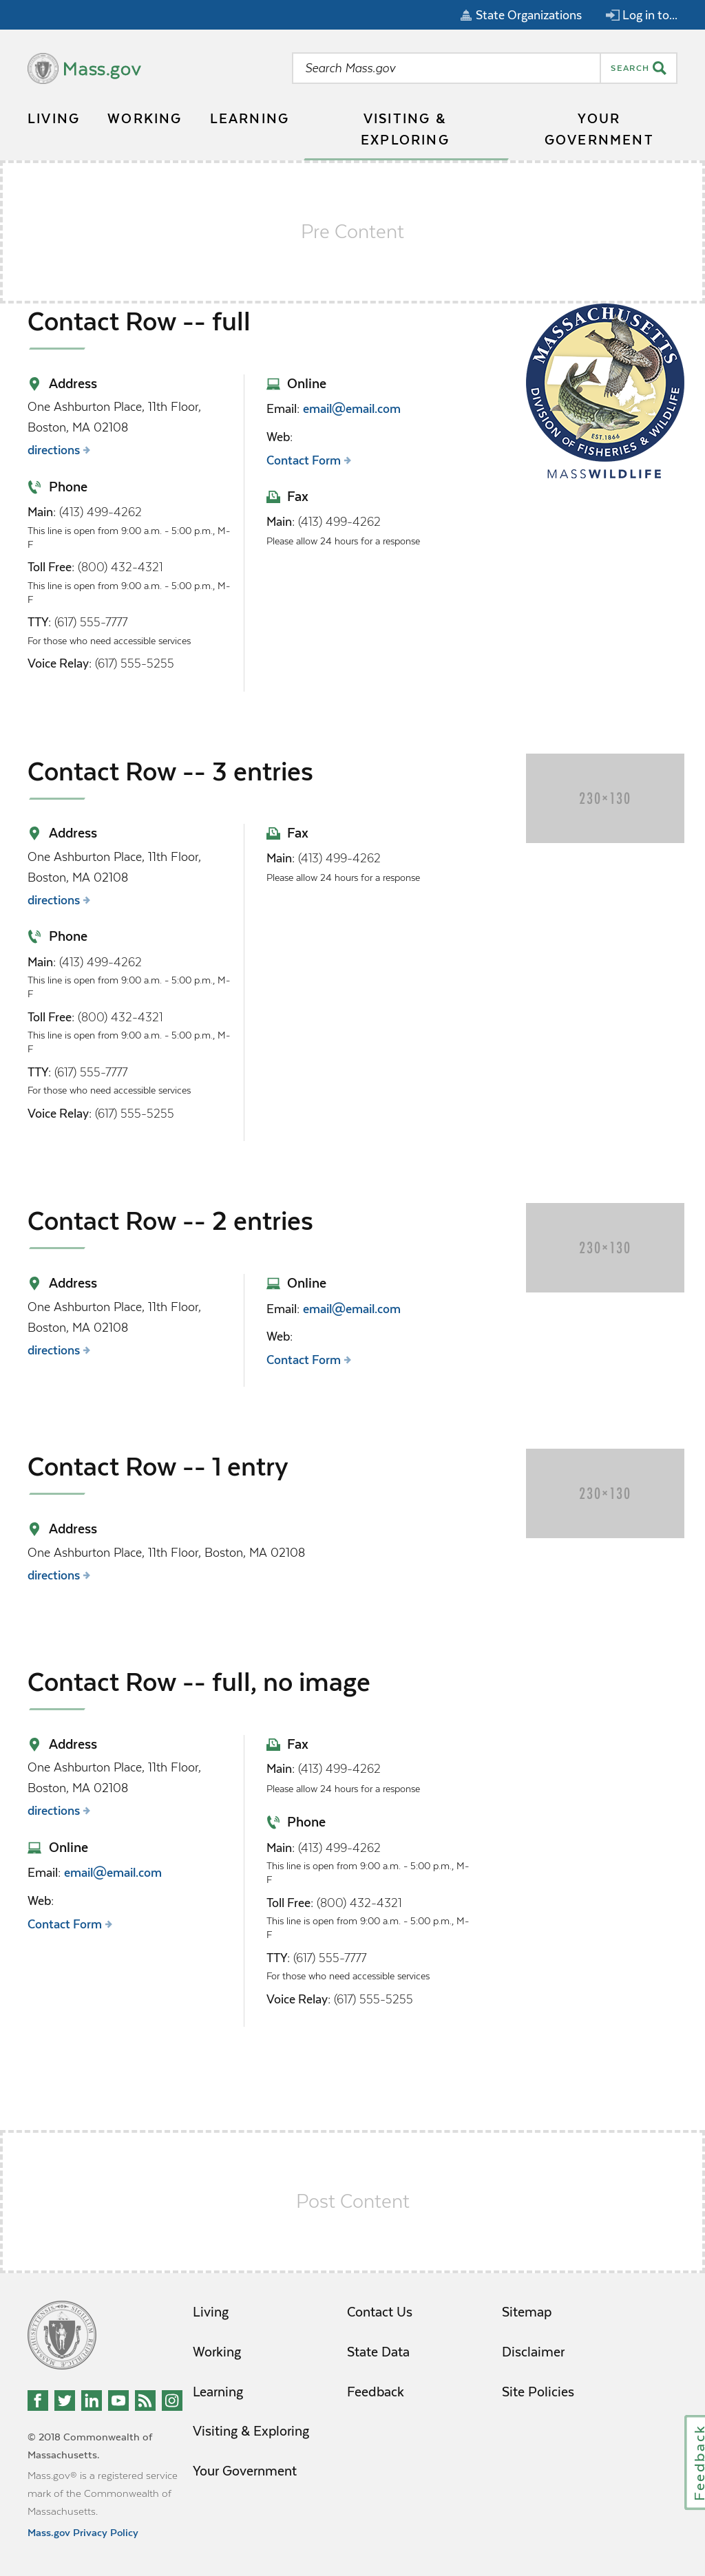 State Organizations
Log in to...
Mass.gov
Search Mass.gov
SEARCH
LIVING
WORKING
LEARNING
VISITING &
EXPLORING
YOUR
GOVERNMENT
Pre Content
Contact Row -- full
Address
One Ashburton Place, 11th Floor,
Boston, MA 02108
directions
Phone
Main: (413) 499-4262
This line is open from 9:00 a.m. - 5:00 p.m., M-
F
Toll Free: (800) 432-4321
This line is open from 9:00 a.m. - 5:00 p.m., M-
F
TTY: (617) 555-7777
For those who need accessible services
Voice Relay: (617) 555-5255
Online
Email: email@email.com
Web:
Contact Form
Fax
Main: (413) 499-4262
Please allow 24 hours for a response
MASSACHUSETTS
EST. 1866
DIVISION OF FISHERIES & WILDLIFE
MASSWILDLIFE
Contact Row -- 3 entries
Address
One Ashburton Place, 11th Floor,
Boston, MA 02108
directions
Phone
Main: (413) 499-4262
This line is open from 9:00 a.m. - 5:00 p.m., M-
F
Toll Free: (800) 432-4321
This line is open from 9:00 a.m. - 5:00 p.m., M-
F
TTY: (617) 555-7777
For those who need accessible services
Voice Relay: (617) 555-5255
Fax
Main: (413) 499-4262
Please allow 24 hours for a response
230×130
Contact Row -- 2 entries
Address
One Ashburton Place, 11th Floor,
Boston, MA 02108
directions
Online
Email: email@email.com
Web:
Contact Form
230×130
Contact Row -- 1 entry
Address
One Ashburton Place, 11th Floor, Boston, MA 02108
directions
230×130
Contact Row -- full, no image
Address
One Ashburton Place, 11th Floor,
Boston, MA 02108
directions
Online
Email: email@email.com
Web:
Contact Form
Fax
Main: (413) 499-4262
Please allow 24 hours for a response
Phone
Main: (413) 499-4262
This line is open from 9:00 a.m. - 5:00 p.m., M-
F
Toll Free: (800) 432-4321
This line is open from 9:00 a.m. - 5:00 p.m., M-
F
TTY: (617) 555-7777
For those who need accessible services
Voice Relay: (617) 555-5255
Post Content
Living
Working
Learning
Visiting & Exploring
Your Government
Contact Us
State Data
Feedback
Sitemap
Disclaimer
Site Policies
© 2018 Commonwealth of
Massachusetts.
Mass.gov® is a registered service
mark of the Commonwealth of
Massachusetts.
Mass.gov Privacy Policy
Feedback